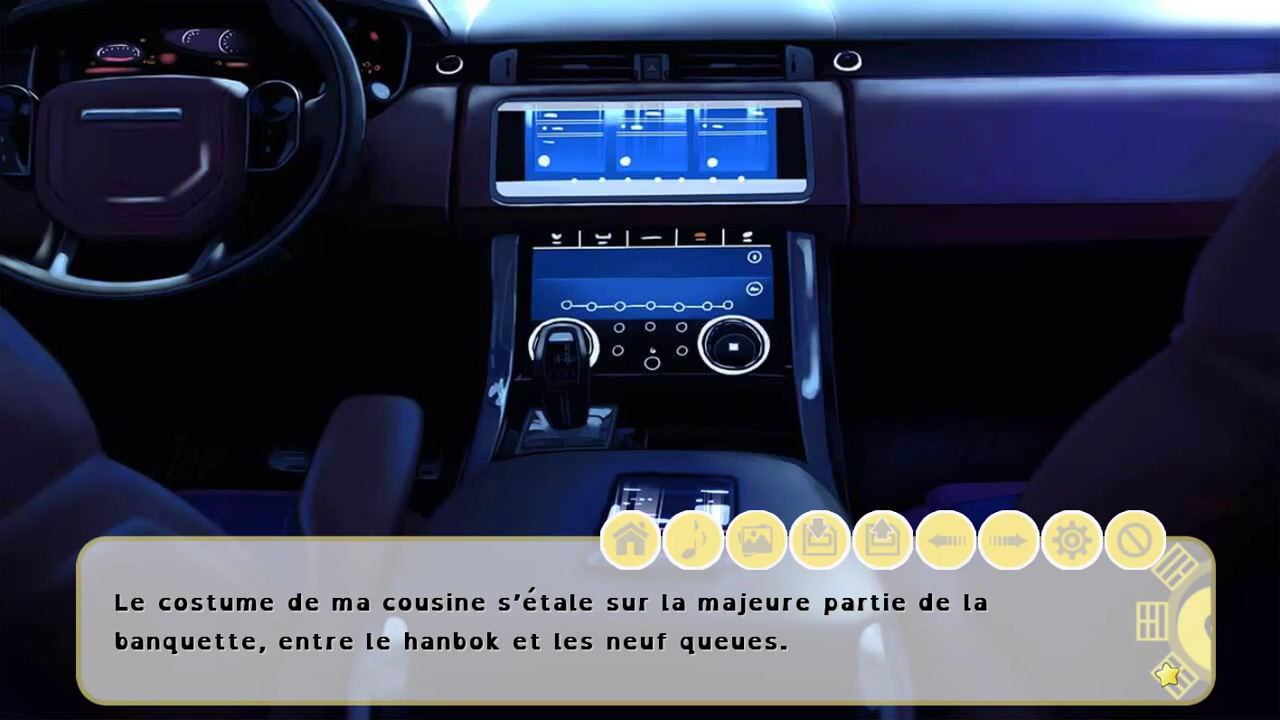 Le costume de ma cousine s'étale sur la majeure partie de la
banquette, entre le hanbok et les neuf queues.